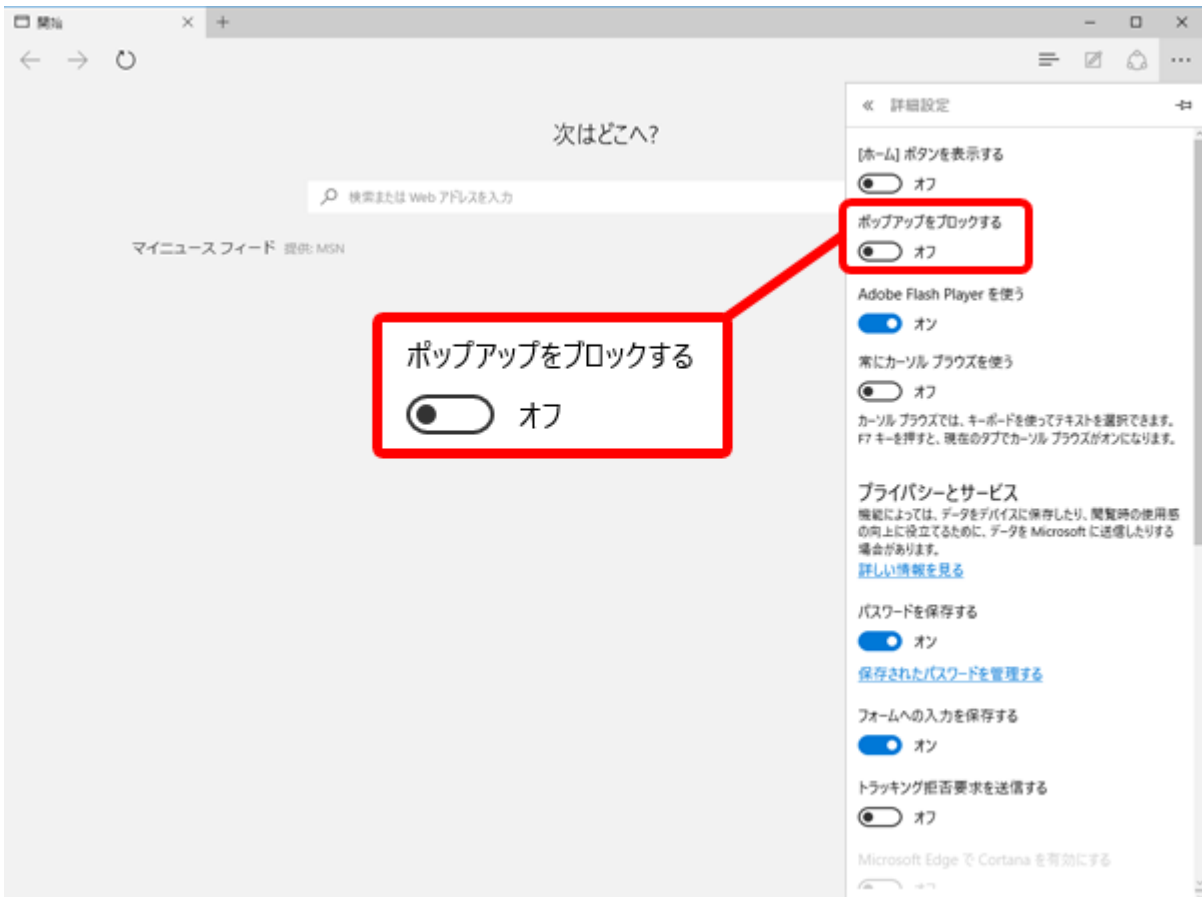 開始
次はどこへ?
検索または Web アドレスを入力
マイニュース フィード 提供: MSN
ポップアップをブロックする
オフ
詳細設定
[ホーム] ボタンを表示する
オフ
ポップアップをブロックする
オフ
Adobe Flash Player を使う
オン
常にカーソル ブラウズを使う
オフ
カーソル ブラウズでは、キーボードを使ってテキストを選択できます。
F7 キーを押すと、現在のタブでカーソル ブラウズがオンになります。
プライバシーとサービス
機能によっては、データをデバイスに保存したり、閲覧時の使用感
の向上に役立てるために、データを Microsoft に送信したりする
場合があります。
詳しい情報を見る
パスワードを保存する
オン
保存されたパスワードを管理する
フォームへの入力を保存する
オン
トラッキング拒否要求を送信する
オフ
Microsoft Edge で Cortana を有効にする
オフ